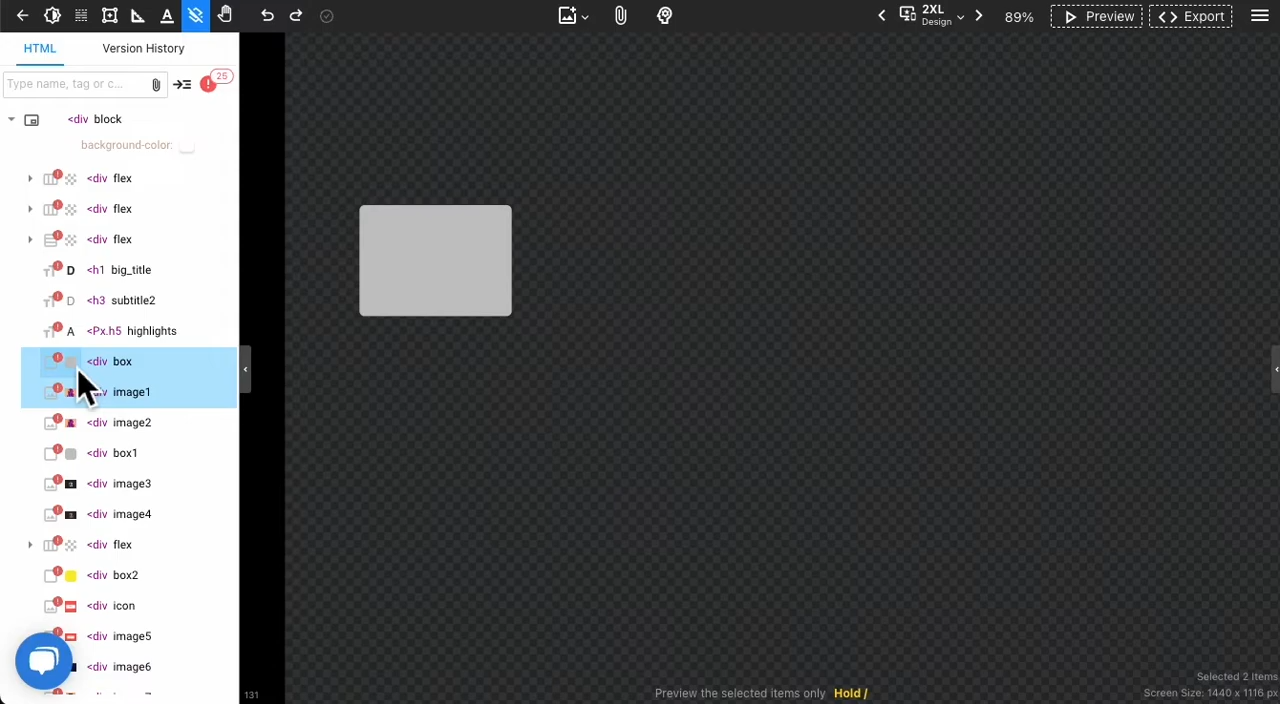 2XL
Design
89%
Preview
Export
HTML
Version History
Type name, tag or c...
25
<div block
background-color:
<div flex
<div flex
<div flex
D <h1 big_title
D <h3 subtitle2
A <Px.h5 highlights
<div box
image1
<div image2
<div box1
<div image3
<div image4
<div flex
<div box2
<div icon
<div image5
<div image6
131
Preview the selected items only Hold /
Selected 2 Items
Screen Size: 1440 x 1116 px